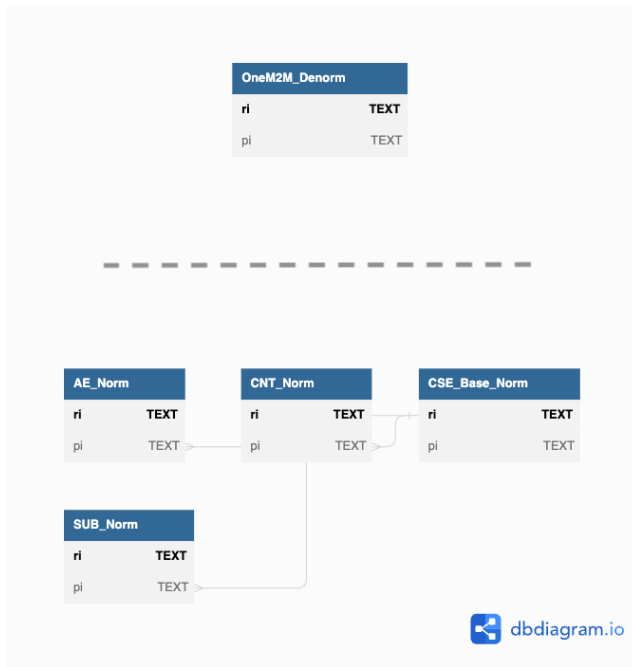 OneM2M_Denorm
ri TEXT
pi TEXT
AE_Norm
ri TEXT
pi TEXT
CNT_Norm
ri TEXT
pi TEXT
CSE_Base_Norm
ri TEXT
pi TEXT
SUB_Norm
ri TEXT
pi TEXT
dbdiagram.io